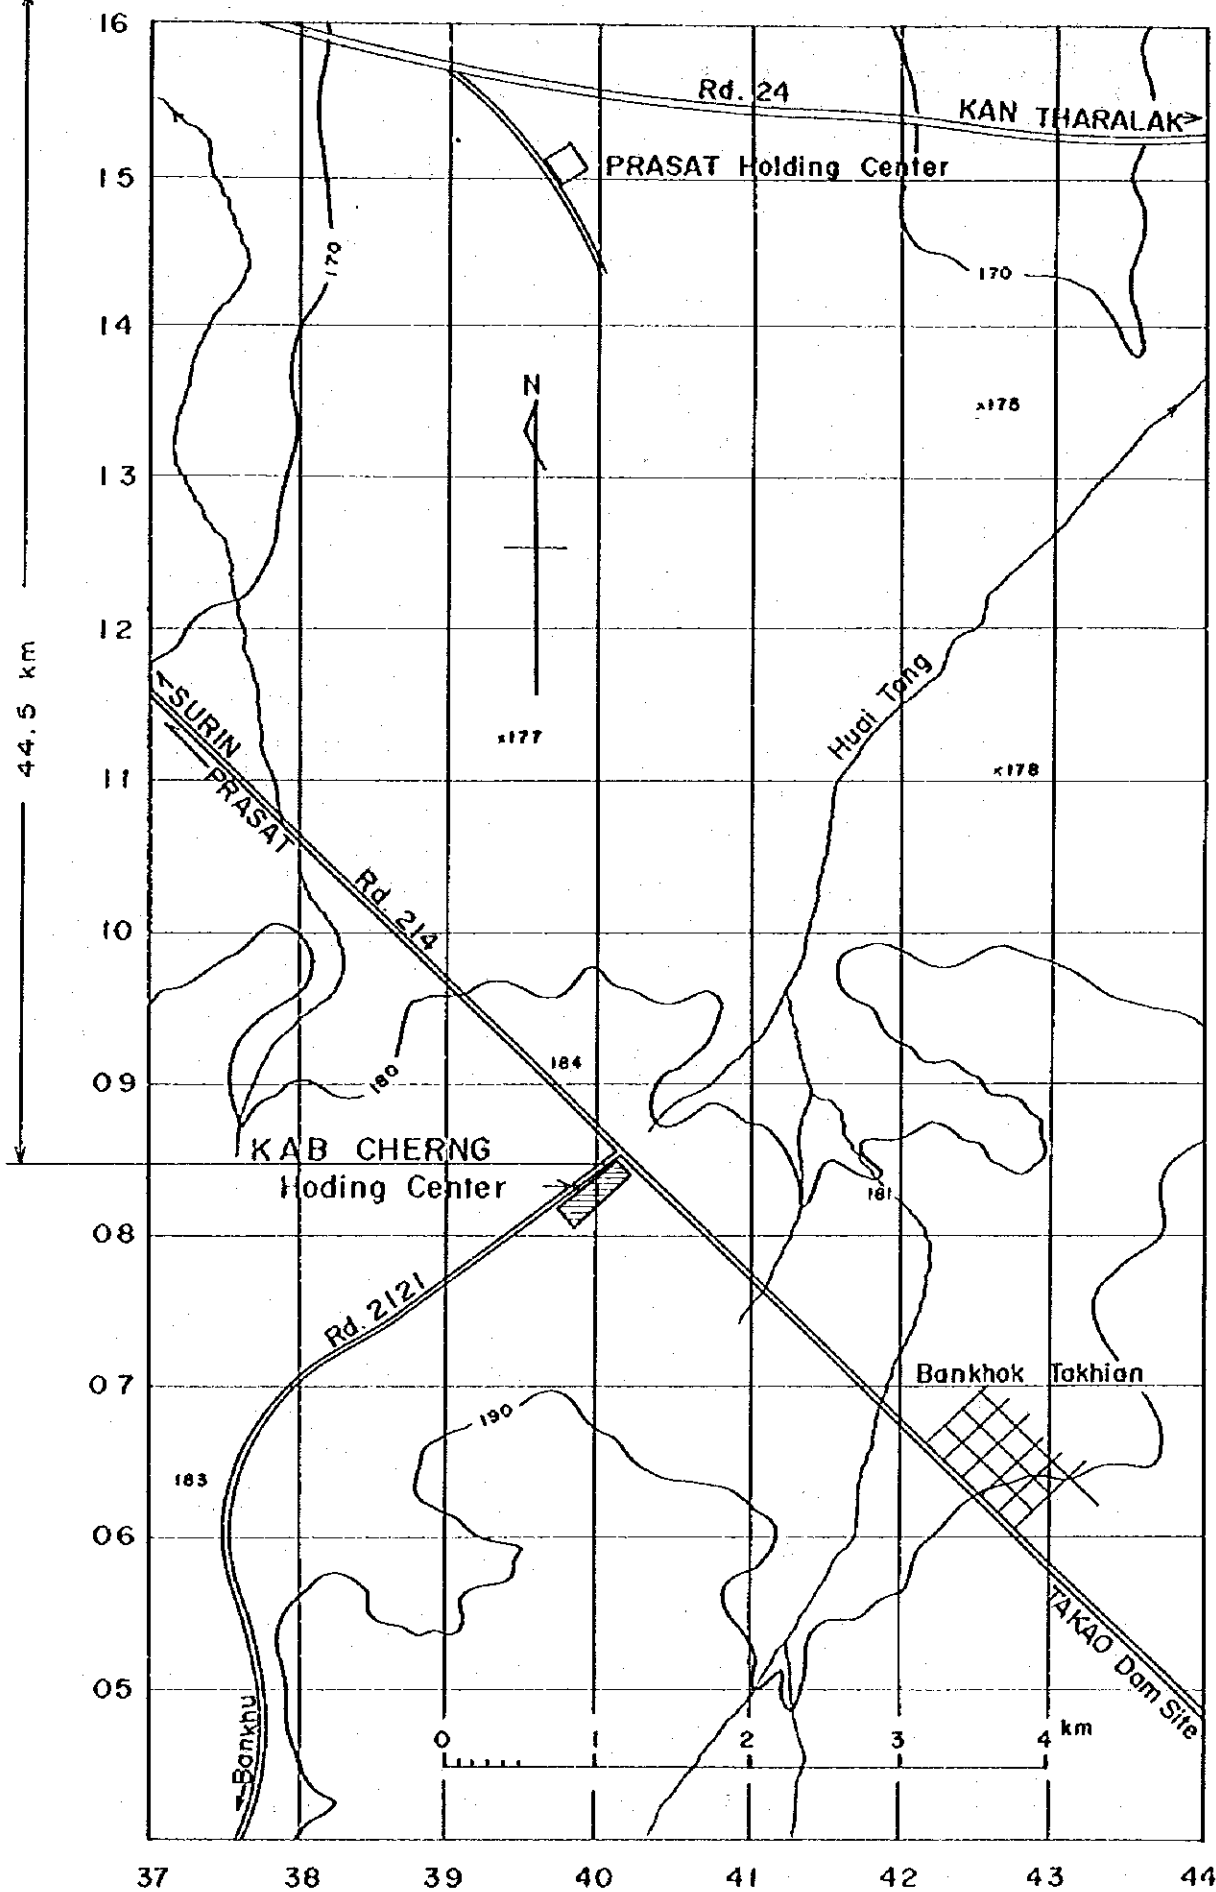 16
Rd. 24
KAN THARALAK
PRASAT Holding Center
15
170
170
14
N
x175
13
12
44.5 km
SURIN
PRASAT
x177
Huai Tang
x178
11
Rd. 214
10
184
09
180
KAB CHERNG
Hoding Center
181
08
Rd. 2121
Bankhok Takhian
07
190
183
06
TAKAO Dam Site
05
Bankhu
0 1 2 3 4 km
37 38 39 40 41 42 43 44